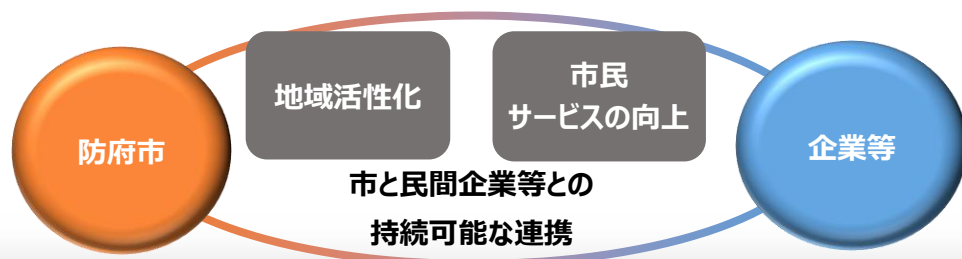 防府市
地域活性化
市民
サービスの向上
企業等
市と民間企業等との
持続可能な連携